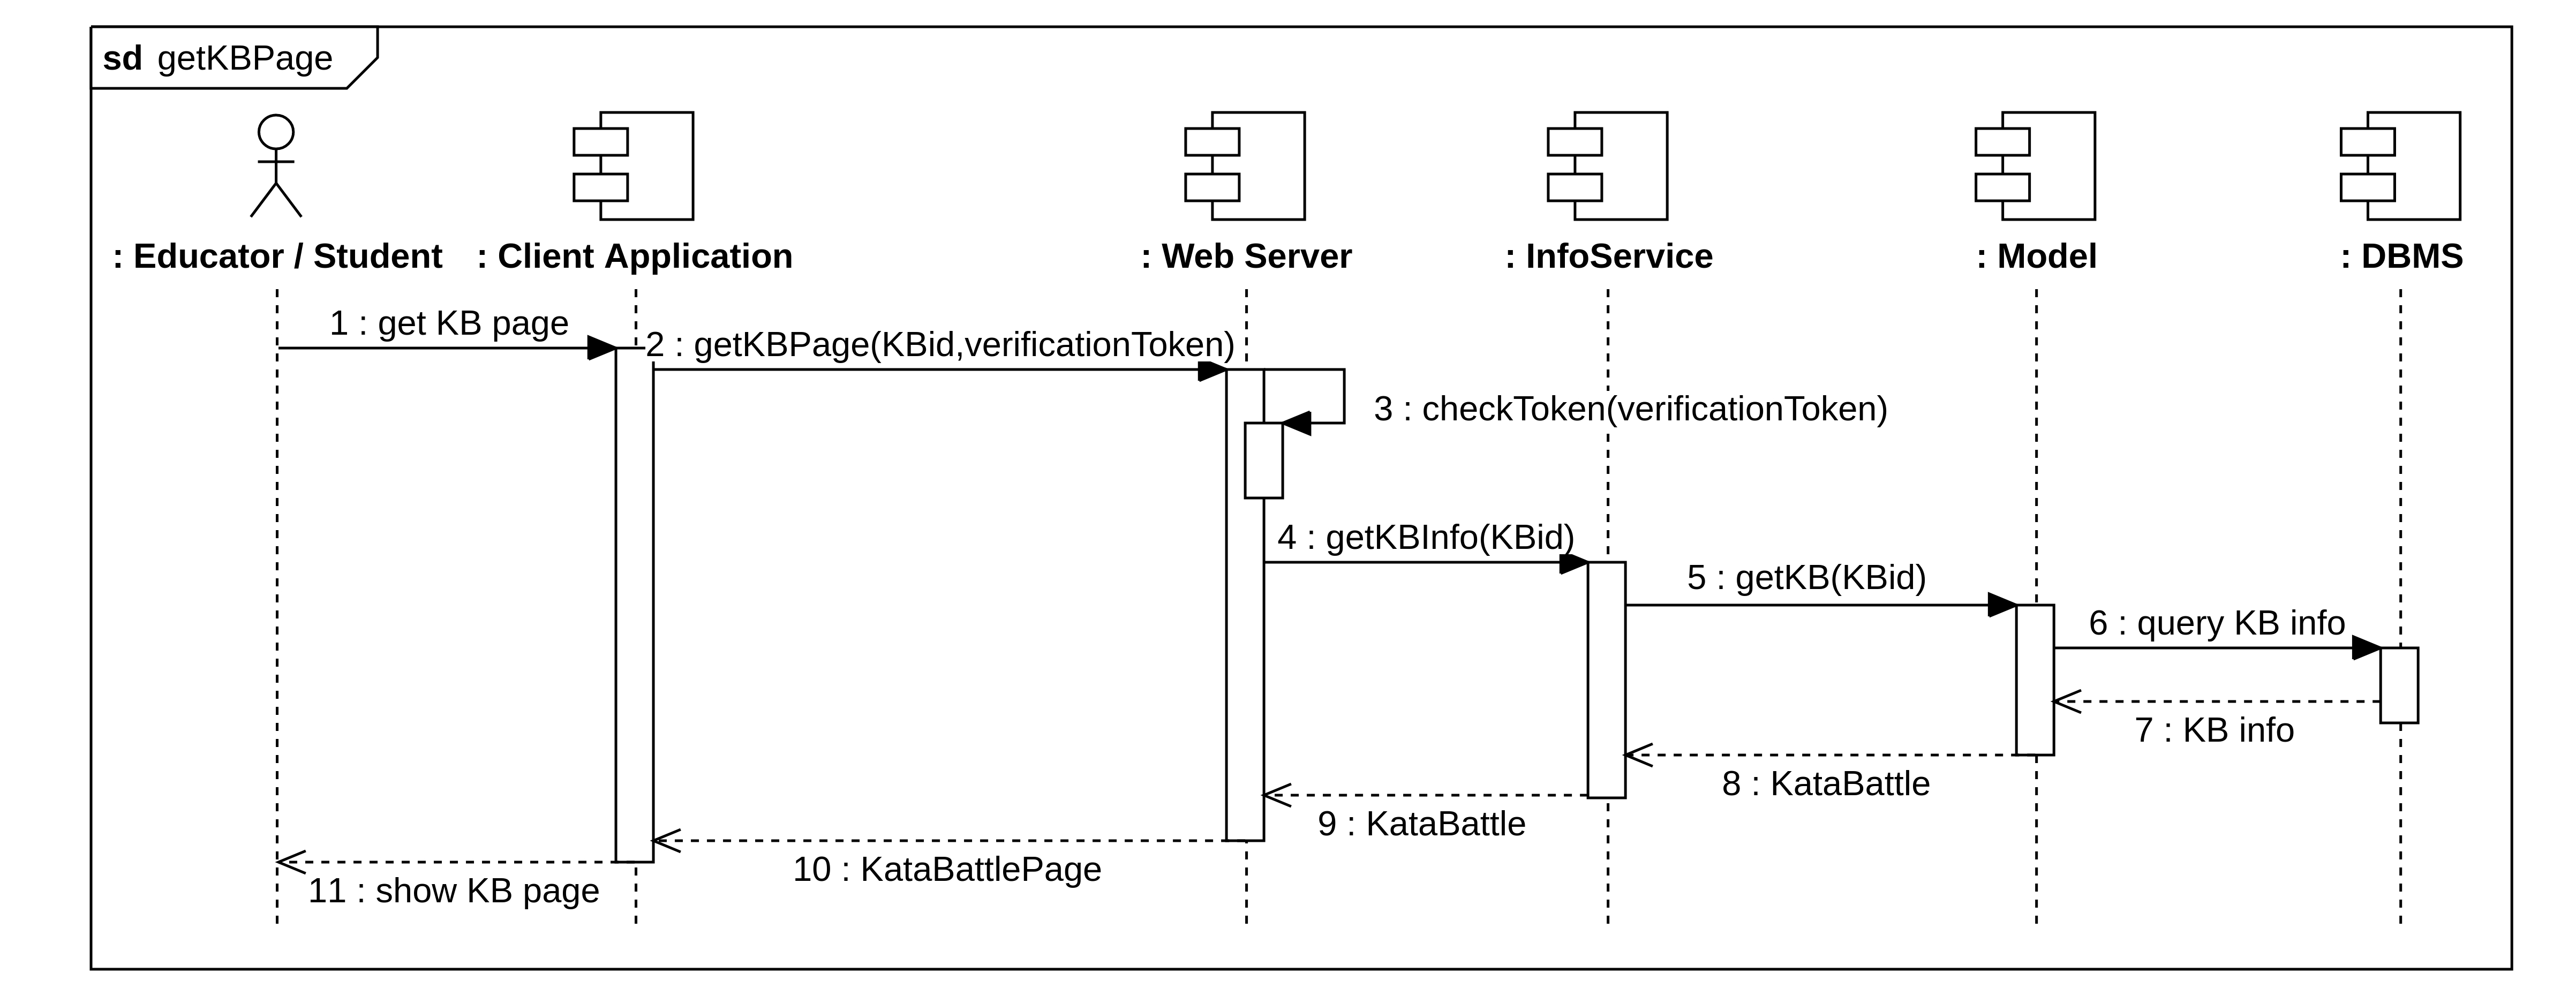 sd getKBPage
: Educator / Student
: Client Application
: Web Server
: InfoService
: Model
: DBMS
1 : get KB page
2 : getKBPage(KBid,verificationToken)
3 : checkToken(verificationToken)
4 : getKBInfo(KBid)
5 : getKB(KBid)
6 : query KB info
7 : KB info
8 : KataBattle
9 : KataBattle
10 : KataBattlePage
11 : show KB page